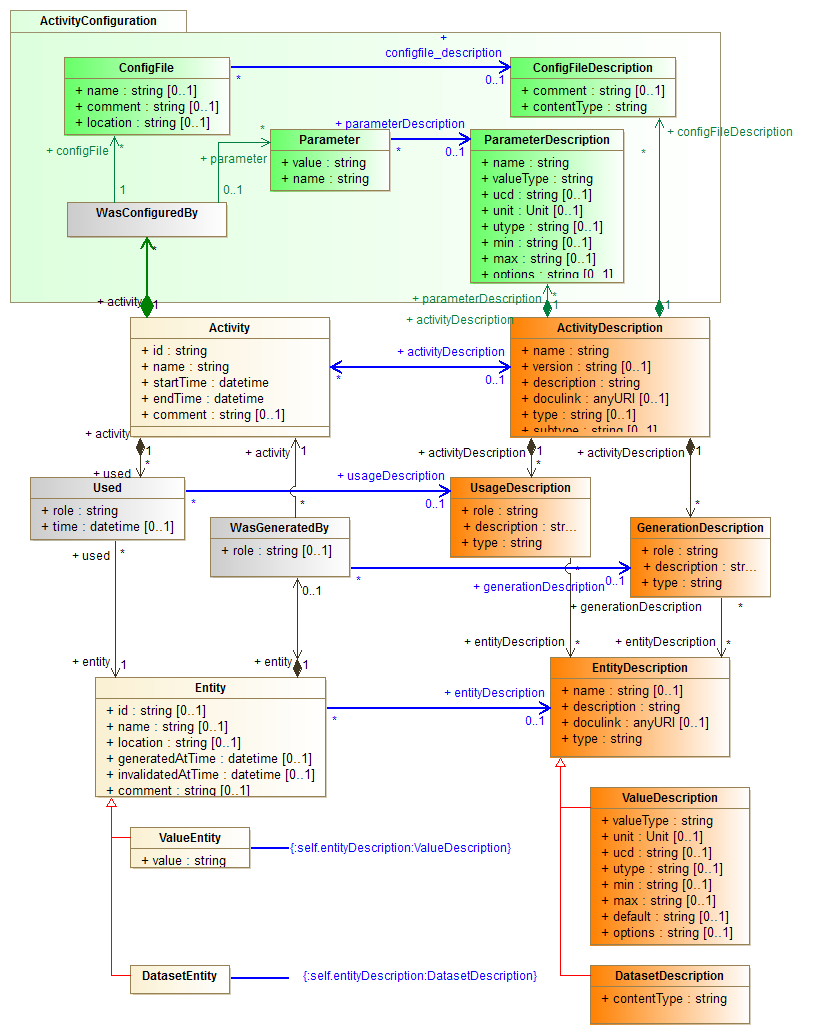 ActivityConfiguration
+
configfile_description
ConfigFile
+ name : string [0..1]
+ comment : string [0..1]
+ location : string [0..1]
*
0..1
ConfigFileDescription
+ comment : string [0..1]
+ contentType : string
+ configFile
*
1
+ parameter
*
0..1
Parameter
+ value : string
+ name : string
+ parameterDescription
*
0..1
ParameterDescription
+ name : string
+ valueType : string
+ ucd : string [0..1]
+ unit : Unit [0..1]
+ utype : string [0..1]
+ min : string [0..1]
+ max : string [0..1]
+ options : string [0..1]
+ configFileDescription
*
WasConfiguredBy
*
+ activity
1
+ parameterDescription
*
+ activityDescription
1
1
Activity
+ id : string
+ name : string
+ startTime : datetime
+ endTime : datetime
+ comment : string [0..1]
+ activityDescription
*
0..1
ActivityDescription
+ name : string
+ version : string [0..1]
+ description : string
+ doculink : anyURI [0..1]
+ type : string [0..1]
+ subtype : string [0..1]
+ activity
1
*
+ used
+ activity
1
*
+ activityDescription
1
*
+ activityDescription
1
*
Used
+ role : string
+ time : datetime [0..1]
+ usageDescription
*
0..1
UsageDescription
+ role : string
+ description : str...
+ type : string
WasGeneratedBy
+ role : string [0..1]
GenerationDescription
+ role : string
+ description : str...
+ type : string
*
+ generationDescription
0..1
+ used
*
0..1
*
+ generationDescription
*
+ entity
1
+ entity
1
+ entityDescription
*
+ entityDescription
*
Entity
+ id : string [0..1]
+ name : string [0..1]
+ location : string [0..1]
+ generatedAtTime : datetime [0..1]
+ invalidatedAtTime : datetime [0..1]
+ comment : string [0..1]
+ entityDescription
*
0..1
EntityDescription
+ name : string [0..1]
+ description : string
+ doculink : anyURI [0..1]
+ type : string
ValueEntity
+ value : string
{:self.entityDescription:ValueDescription}
ValueDescription
+ valueType : string
+ unit : Unit [0..1]
+ ucd : string [0..1]
+ utype : string [0..1]
+ min : string [0..1]
+ max : string [0..1]
+ default : string [0..1]
+ options : string [0..1]
DatasetEntity
{:self.entityDescription:DatasetDescription}
DatasetDescription
+ contentType : string